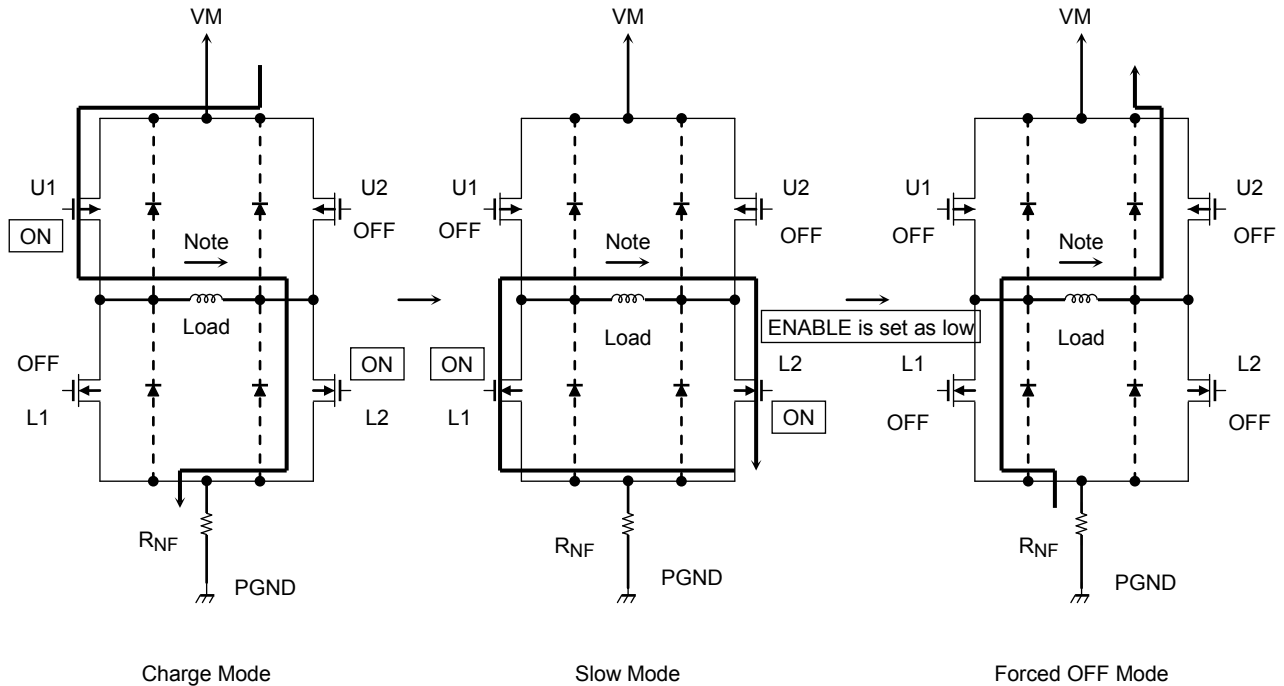 VM
U1
ON
U2
OFF
Note
Load
OFF
L1
ON
L2
RNF
PGND
Charge Mode
VM
U1
OFF
U2
OFF
Note
Load
ON
L1
L2
ON
RNF
PGND
Slow Mode
ENABLE is set as low
VM
U1
OFF
U2
OFF
Note
Load
L1
OFF
L2
OFF
RNF
PGND
Forced OFF Mode